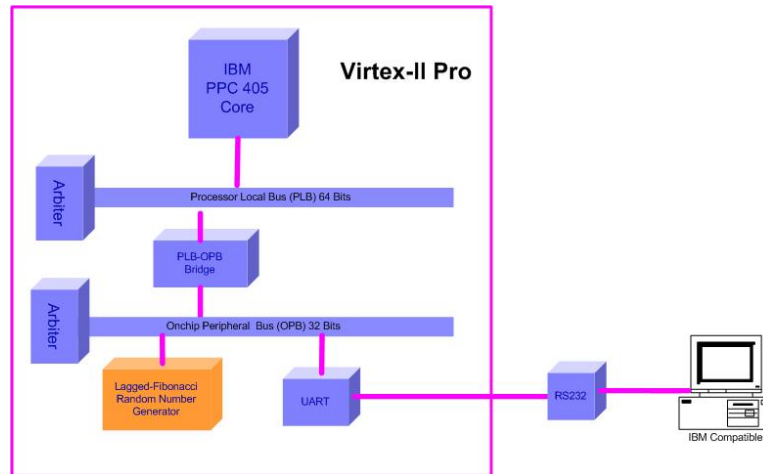 IBM
PPC 405
Core
Virtex-II Pro
Arbiter
Processor Local Bus (PLB) 64 Bits
PLB-OPB
Bridge
Arbiter
Onchip Peripheral Bus (OPB) 32 Bits
Lagged-Fibonacci
Random Number
Generator
UART
RS232
IBM Compatible